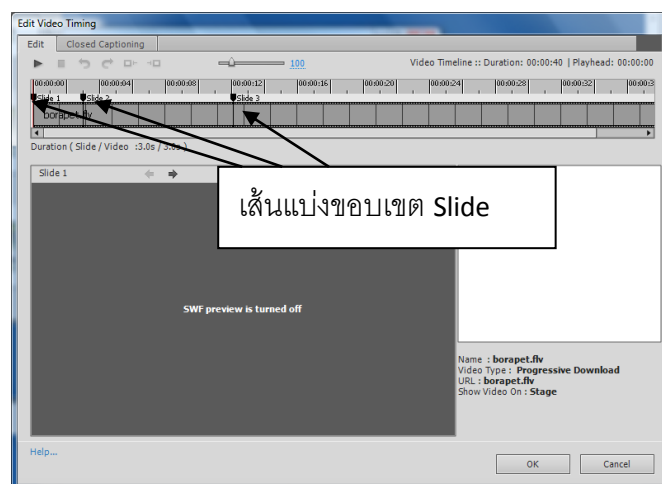 Edit Video Timing
Edit Closed Captioning
100 Video Timeline :: Duration: 00:00:40 | Playhead: 00:00:00
00:00:00 00:00:04 00:00:08 00:00:12 00:00:16 00:00:20 00:00:24 00:00:28 00:00:32 00:00:3
Slide 1 Slide 2 Slide 3
borapet.flv
Duration ( Slide / Video :3.0s / 3.0s )
Slide 1
เส้นแบ่งขอบเขต Slide
SWF preview is turned off
Name : borapet.flv
Video Type : Progressive Download
URL : borapet.flv
Show Video On : Stage
Help...
OK Cancel